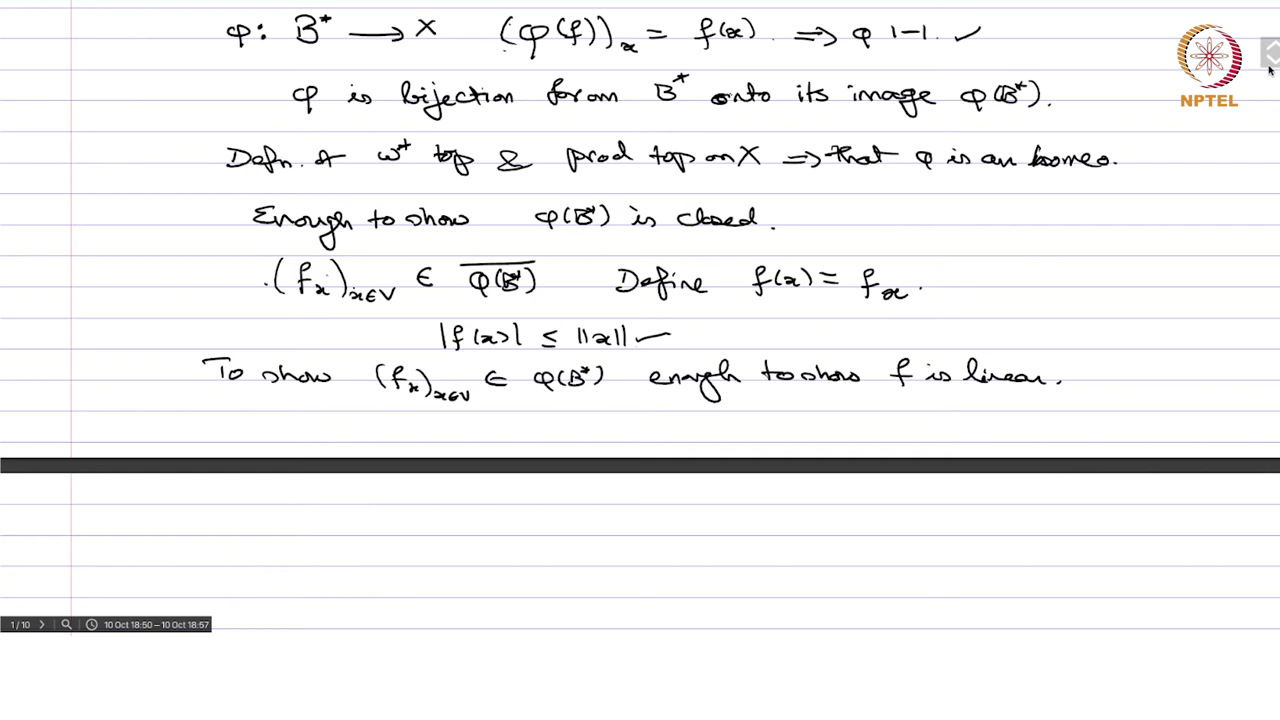 φ: B* → X (φ(f))ₓ = f(x). ⇒ φ 1-1. ✓
φ is bijection from B* onto its image φ(B*).
Defn. of w* top & prod top on X ⇒ that φ is an homeo.
Enough to show φ(B*) is closed.
(fₓ)ₓ∈V ∈ \overline{φ(B*)} Define f(x) = fₓ.
|f(x)| ≤ ||x|| ✓
To show (fₓ)ₓ∈V ∈ φ(B*) enough to show f is linear.
NPTEL
1/10 > 10 Oct 18:50 – 10 Oct 18:57